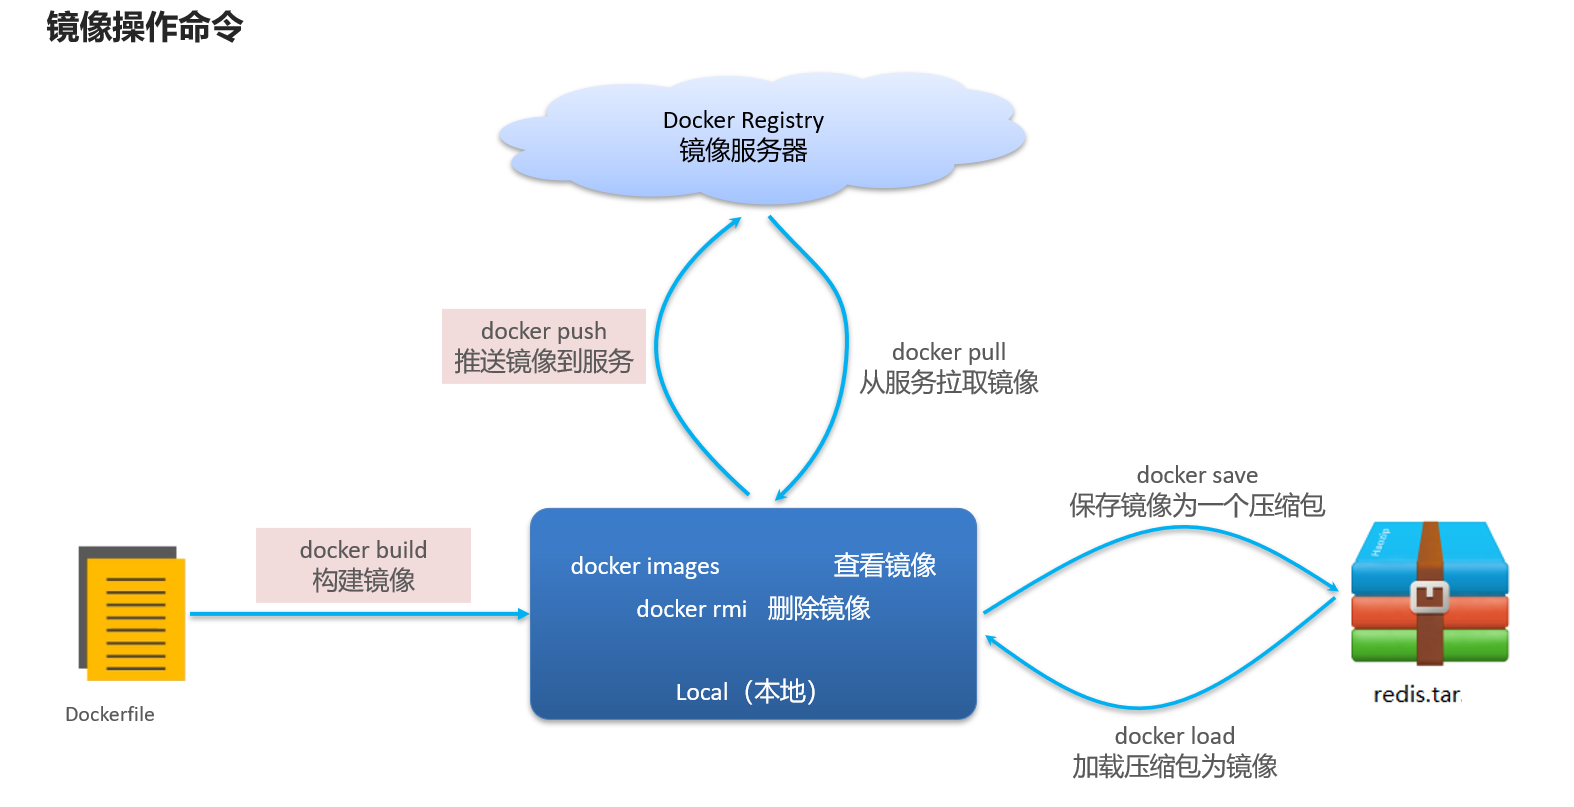 镜像操作命令
Docker Registry
镜像服务器
docker push
推送镜像到服务
docker pull
从服务拉取镜像
docker save
保存镜像为一个压缩包
docker build
构建镜像
docker images 查看镜像
docker rmi 删除镜像
Local（本地）
Haozip
redis.tar
Dockerfile
docker load
加载压缩包为镜像